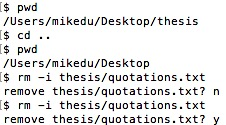 [$ pwd
/Users/mikedu/Desktop/thesis
[$ cd ..
[$ pwd
/Users/mikedu/Desktop
[$ rm -i thesis/quotations.txt
remove thesis/quotations.txt? n
[$ rm -i thesis/quotations.txt
remove thesis/quotations.txt? y